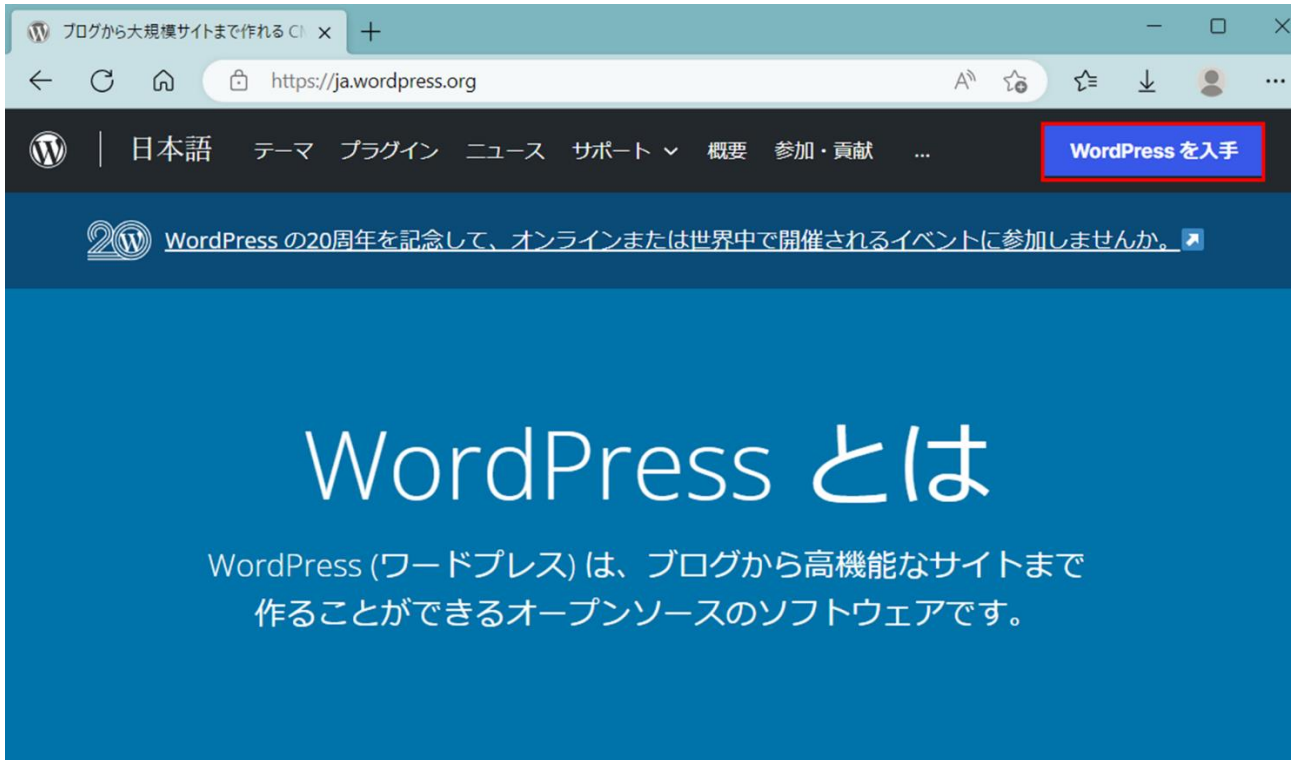 ブログから大規模サイトまで作れる C
https://ja.wordpress.org
日本語 テーマ プラグイン ニュース サポート 概要 参加・貢献 ... WordPress を入手
20 WordPress の20周年を記念して、オンラインまたは世界中で開催されるイベントに参加しませんか。
WordPress とは
WordPress (ワードプレス) は、ブログから高機能なサイトまで
作ることができるオープンソースのソフトウェアです。